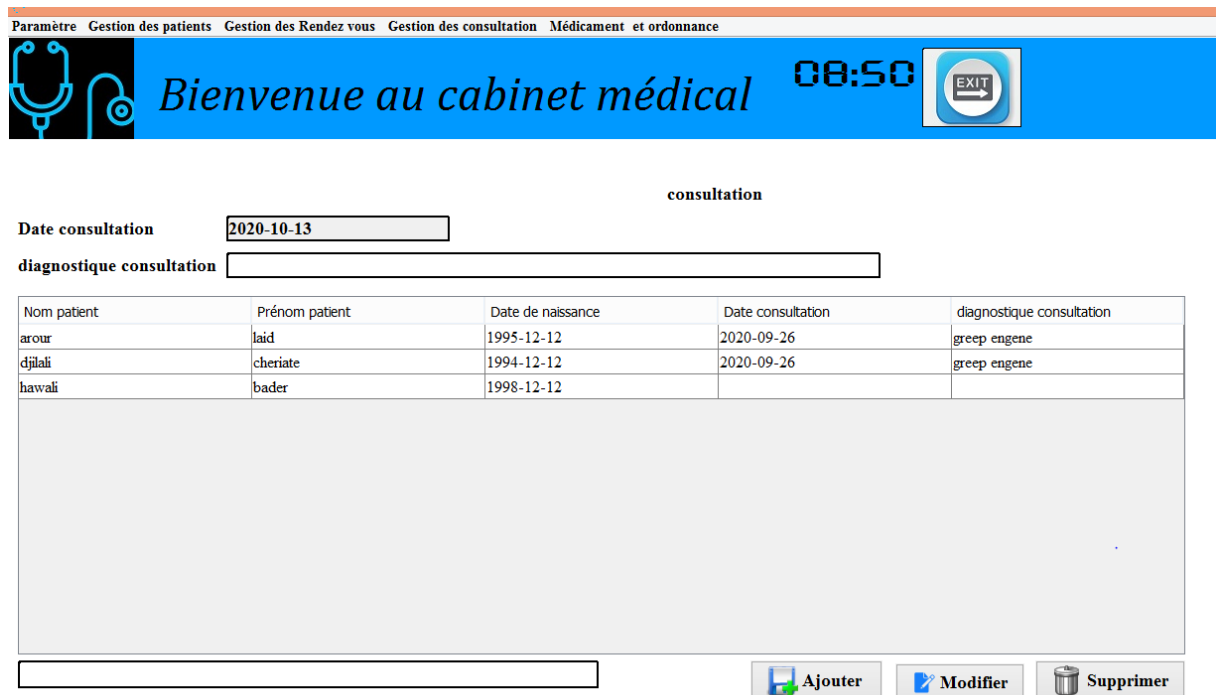 Paramètre Gestion des patients Gestion des Rendez vous Gestion des consultation Médicament et ordonnance
Bienvenue au cabinet médical 08:50 EXIT
consultation
Date consultation 2020-10-13
diagnostique consultation
Nom patient Prénom patient Date de naissance Date consultation diagnostique consultation
arour laid 1995-12-12 2020-09-26 greep engene
djilali cheriate 1994-12-12 2020-09-26 greep engene
hawali bader 1998-12-12
Ajouter Modifier Supprimer